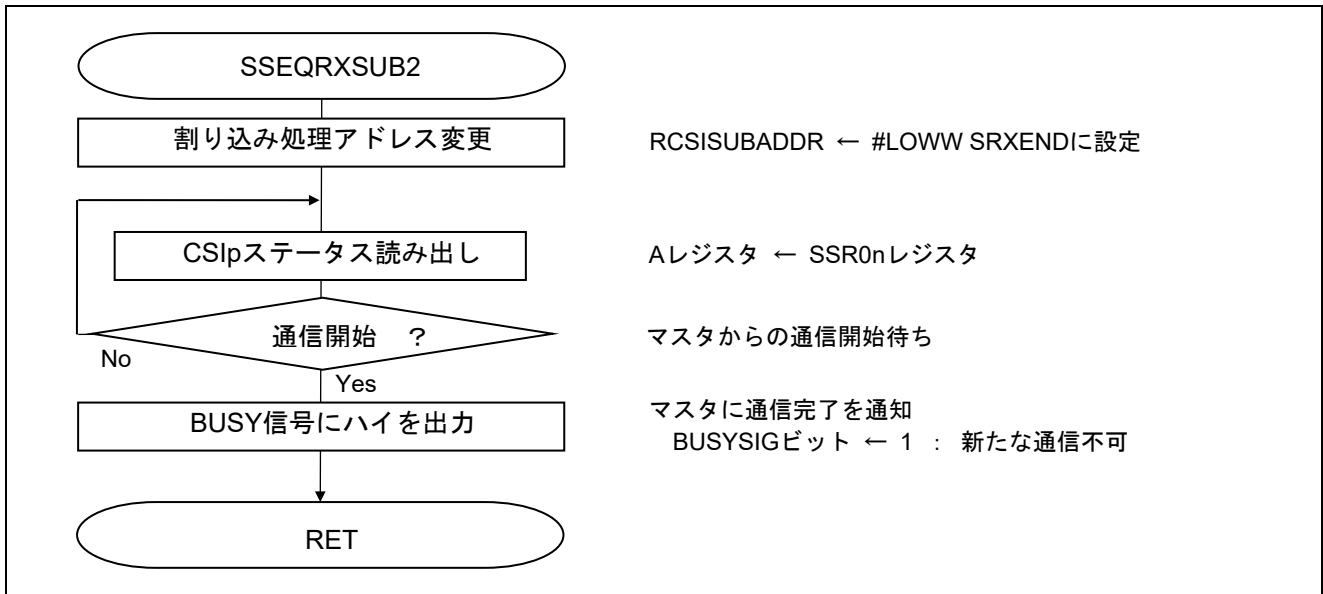 SSEQRXSUB2
割り込み処理アドレス変更
RCSISUBADDR ← #LOWW SRXENDに設定
CSIpステータス読み出し
Aレジスタ ← SSR0nレジスタ
通信開始 ?
マスタからの通信開始待ち
No
Yes
BUSY信号にハイを出力
マスタに通信完了を通知
BUSYSIGビット ← 1 : 新たな通信不可
RET